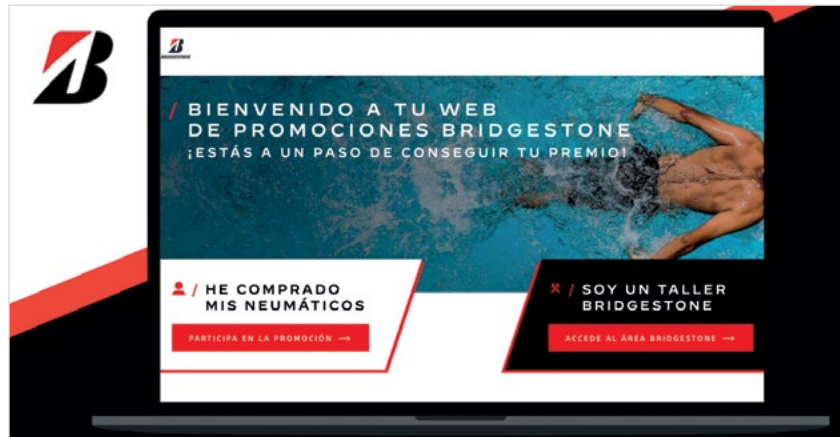 BRIDGESTONE
/ BIENVENIDO A TU WEB
DE PROMOCIONES BRIDGESTONE
¡ESTÁS A UN PASO DE CONSEGUIR TU PREMIO!
/ HE COMPRADO
MIS NEUMÁTICOS
PARTICIPA EN LA PROMOCIÓN →
/ SOY UN TALLER
BRIDGESTONE
ACCEDE AL ÁREA BRIDGESTONE →